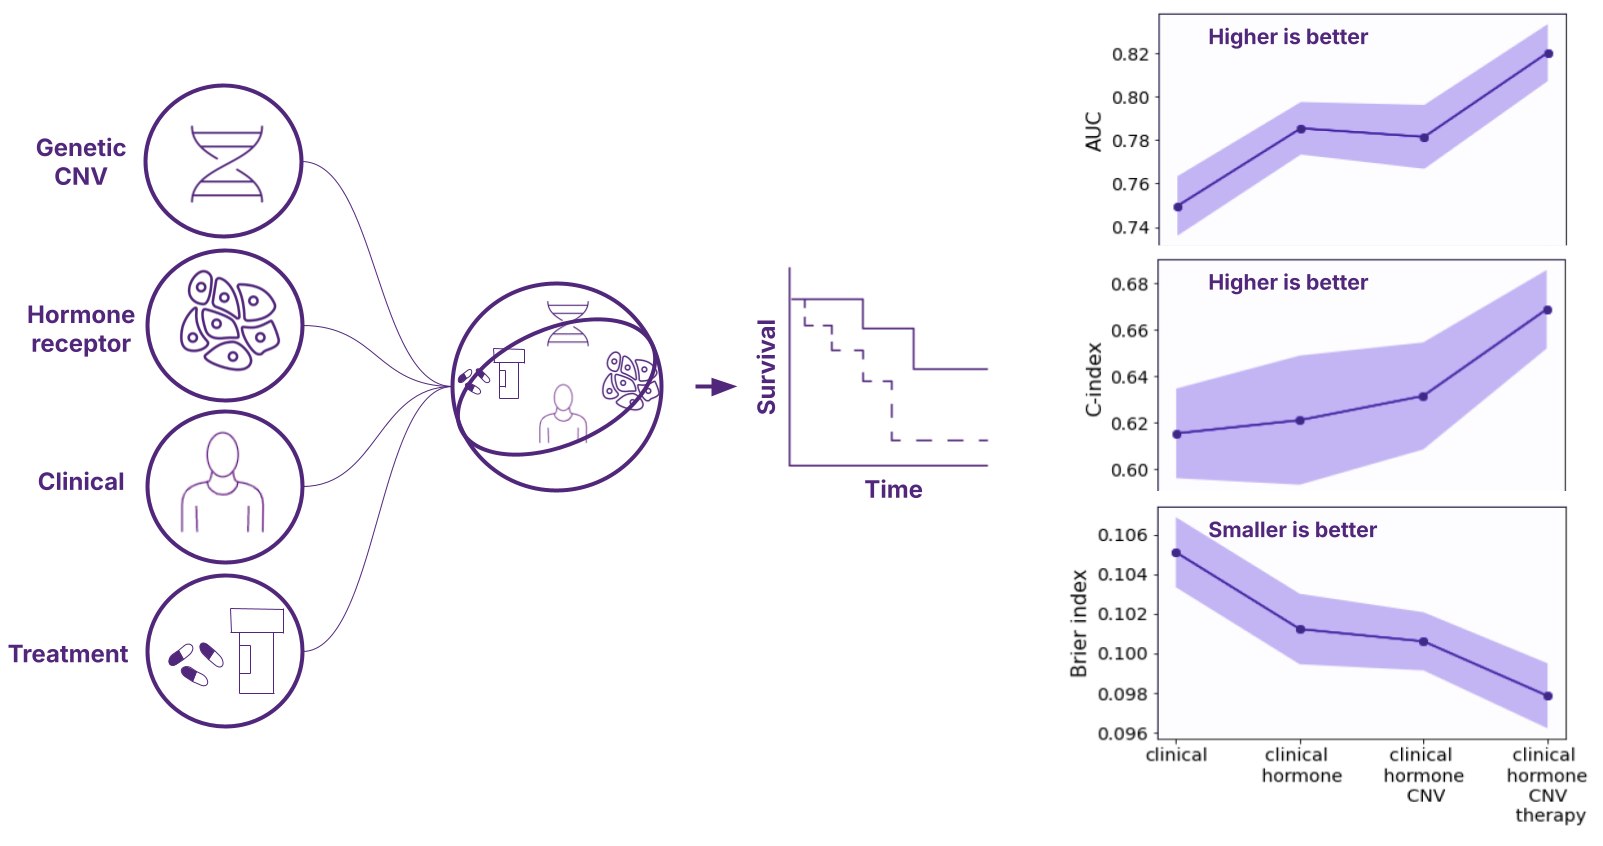 Genetic
CNV
Hormone
receptor
Clinical
Treatment
Survival
Time
Higher is better
AUC
0.82
0.80
0.78
0.76
0.74
Higher is better
C-index
0.68
0.66
0.64
0.62
0.60
Smaller is better
Brier index
0.106
0.104
0.102
0.100
0.098
0.096
clinical
clinical
hormone
clinical
hormone
CNV
clinical
hormone
CNV
therapy